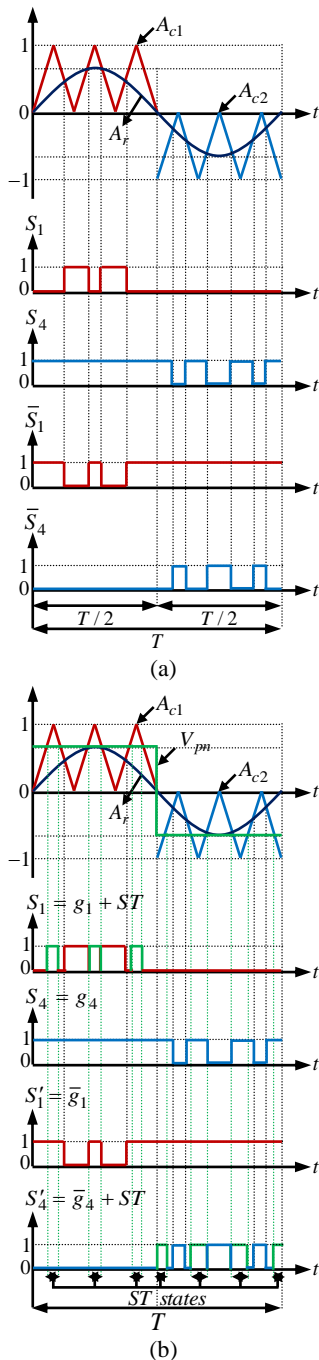 t
1
A_{c1}
A_{c2}
0
t
A_r
−1
S_1
1
0
t
S_4
1
0
t
S̅_1
1
0
t
S̅_4
1
0
t
T / 2
T / 2
T
(a)
1
A_{c1}
V_{pn}
A_{c2}
0
t
A_r
−1
S_1 = g_1 + ST
1
0
t
S_4 = g_4
1
0
t
S′_1 = g̅_1
1
0
t
S′_4 = g̅_4 + ST
1
0
t
ST states
T
(b)